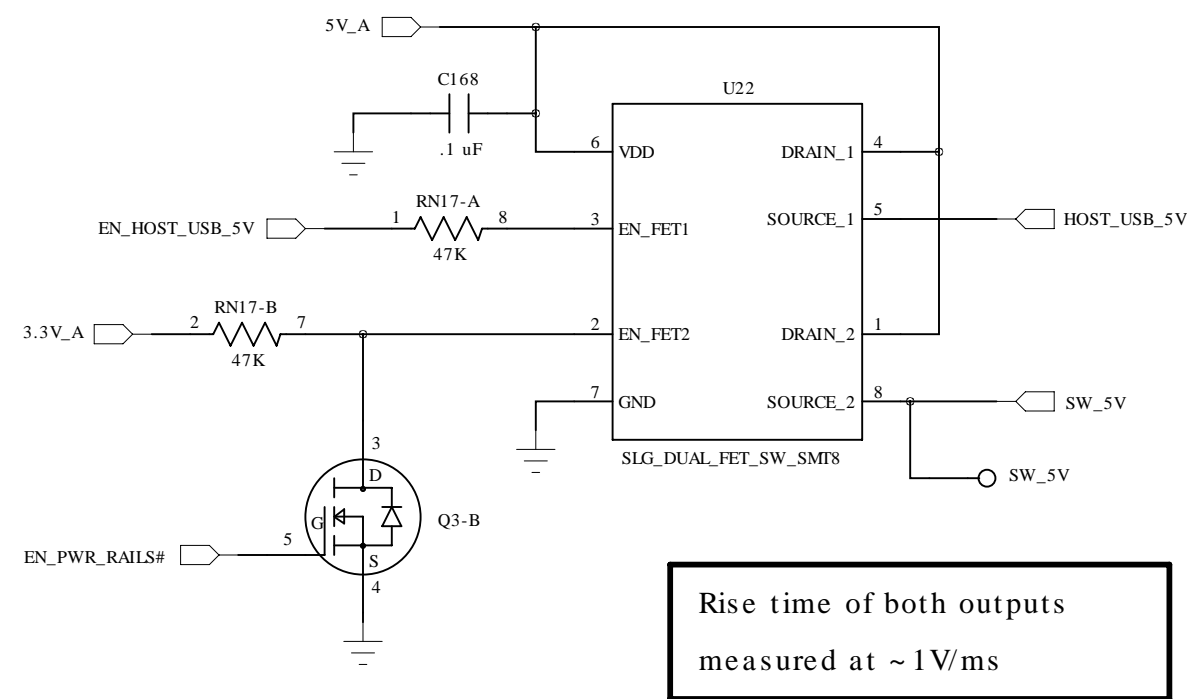 5V_A
C168
.1 uF
U22
6
VDD
DRAIN_1
4
RN17-A
EN_HOST_USB_5V
1
8
47K
3
EN_FET1
SOURCE_1
5
HOST_USB_5V
RN17-B
3.3V_A
2
7
47K
2
EN_FET2
DRAIN_2
1
7
GND
SOURCE_2
8
SW_5V
SLG_DUAL_FET_SW_SMT8
SW_5V
3
D
G
Q3-B
S
EN_PWR_RAILS#
5
4
Rise time of both outputs
measured at ~1V/ms